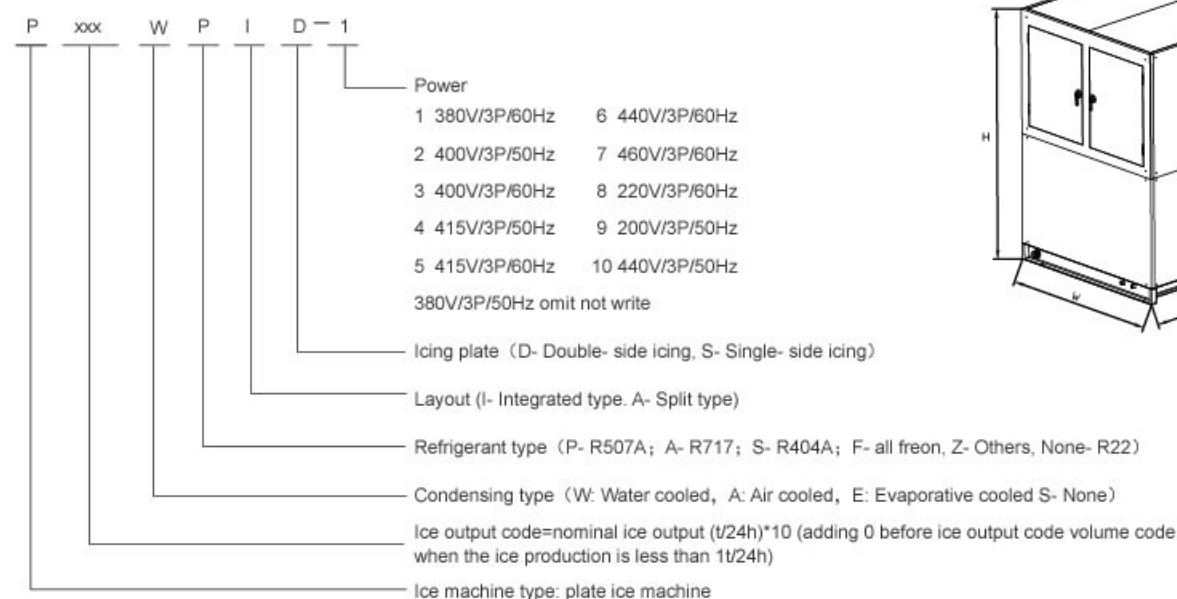 P xxx W P I D - 1
Power
1 380V/3P/60Hz 6 440V/3P/60Hz
2 400V/3P/50Hz 7 460V/3P/60Hz
3 400V/3P/60Hz 8 220V/3P/60Hz
4 415V/3P/50Hz 9 200V/3P/50Hz
5 415V/3P/60Hz 10 440V/3P/50Hz
380V/3P/50Hz omit not write
Icing plate（D- Double- side icing, S- Single- side icing）
Layout (I- Integrated type. A- Split type)
Refrigerant type（P- R507A；A- R717；S- R404A；F- all freon, Z- Others, None- R22）
Condensing type（W: Water cooled，A: Air cooled，E: Evaporative cooled S- None）
Ice output code=nominal ice output (t/24h)*10 (adding 0 before ice output code volume code
when the ice production is less than 1t/24h)
Ice machine type: plate ice machine
H
W